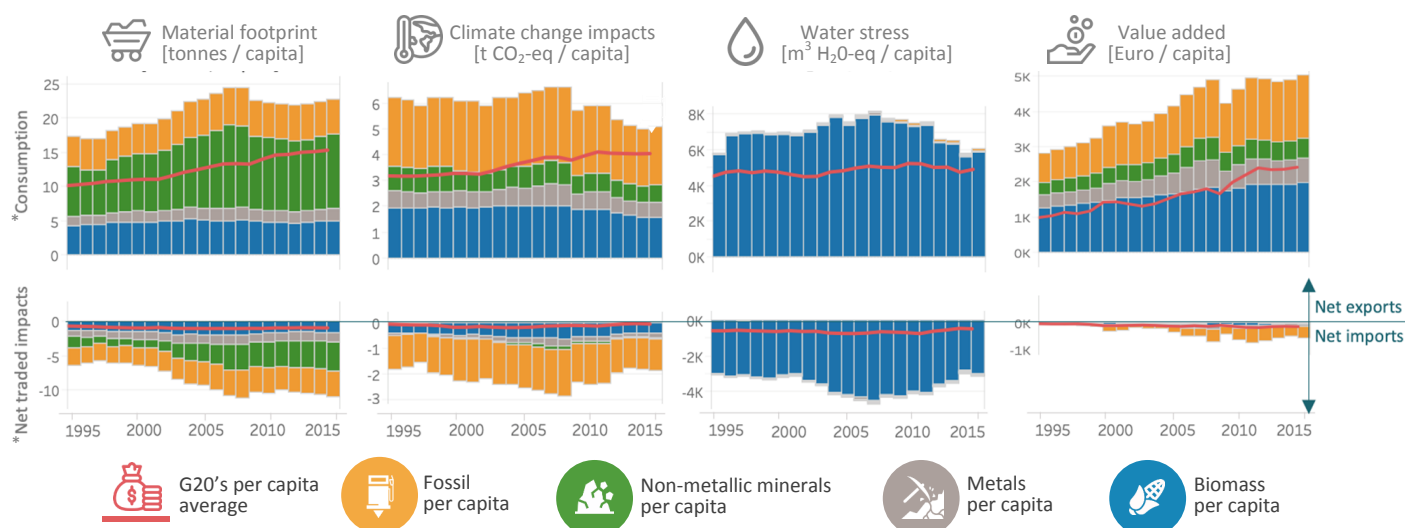 Material footprint
[tonnes / capita]
Climate change impacts
[t CO₂-eq / capita]
Water stress
[m³ H₂0-eq / capita]
Value added
[Euro / capita]
*Consumption
25
20
15
10
5
0
6
5
4
3
2
1
0
8K
6K
4K
2K
0K
5K
4K
3K
2K
1K
0K
*Net traded impacts
0
-5
-10
0
-1
-2
-3
0K
-2K
-4K
0K
-1K
Net exports
Net imports
1995 2000 2005 2010 2015
1995 2000 2005 2010 2015
1995 2000 2005 2010 2015
1995 2000 2005 2010 2015
G20's per capita
average
Fossil
per capita
Non-metallic minerals
per capita
Metals
per capita
Biomass
per capita